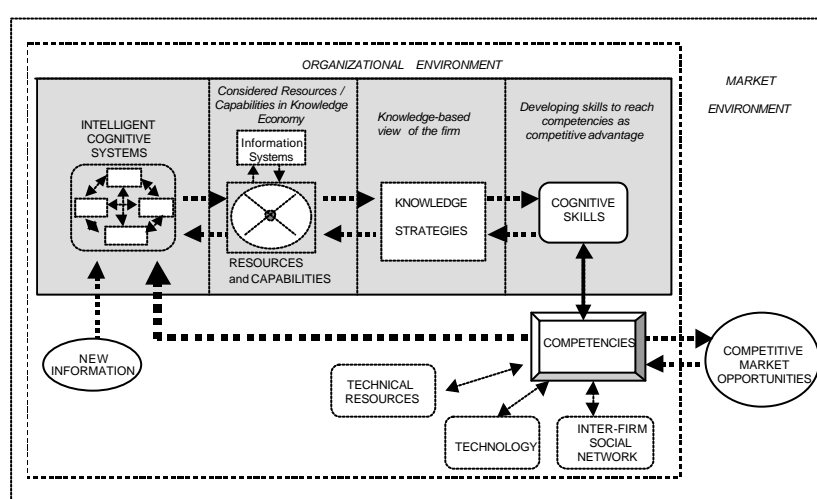 ORGANIZATIONAL ENVIRONMENT
MARKET
ENVIRONMENT
Considered Resources /
Capabilities in Knowledge
Economy
Knowledge-based
view of the firm
Developing skills to reach
competencies as
competitive advantage
INTELLIGENT
COGNITIVE
SYSTEMS
Information
Systems
RESOURCES
and CAPABILITIES
KNOWLEDGE
STRATEGIES
COGNITIVE
SKILLS
NEW
INFORMATION
COMPETENCIES
COMPETITIVE
MARKET
OPPORTUNITIES
TECHNICAL
RESOURCES
TECHNOLOGY
INTER-FIRM
SOCIAL
NETWORK